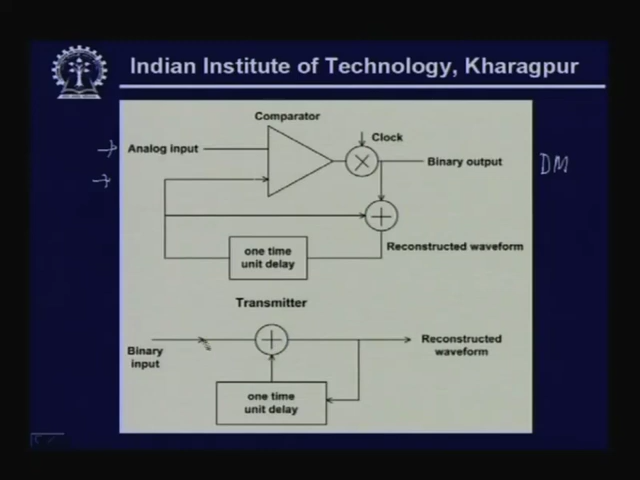 Indian Institute of Technology, Kharagpur
Comparator
Clock
Analog input
Binary output
DM
one time
unit delay
Reconstructed waveform
Transmitter
Binary
input
Reconstructed
waveform
one time
unit delay